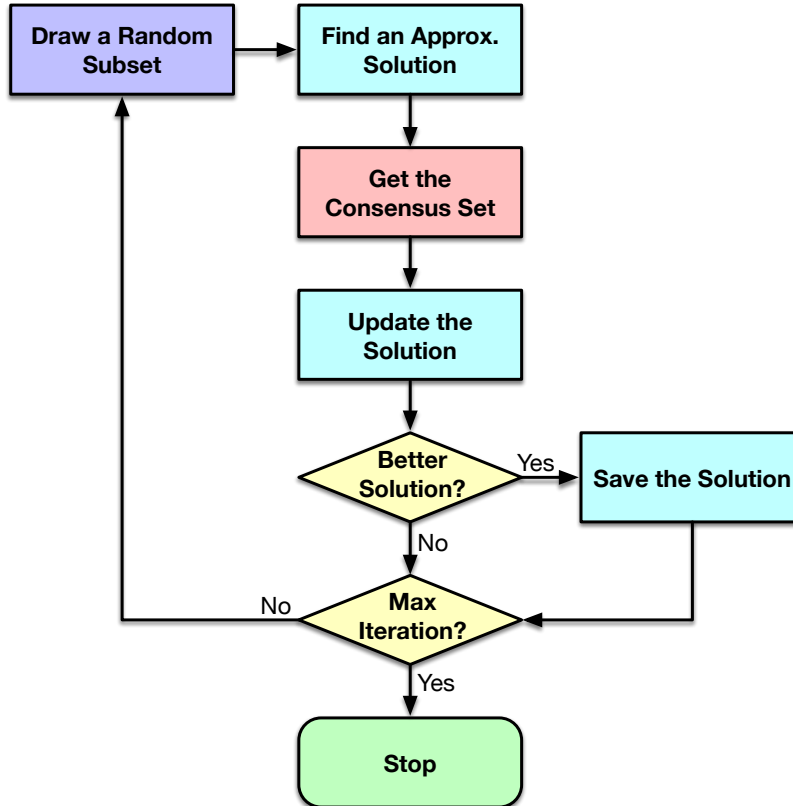 Draw a Random
Subset
Find an Approx.
Solution
Get the
Consensus Set
Update the
Solution
Better
Solution?
Yes
Save the Solution
No
Max
Iteration?
No
Yes
Stop